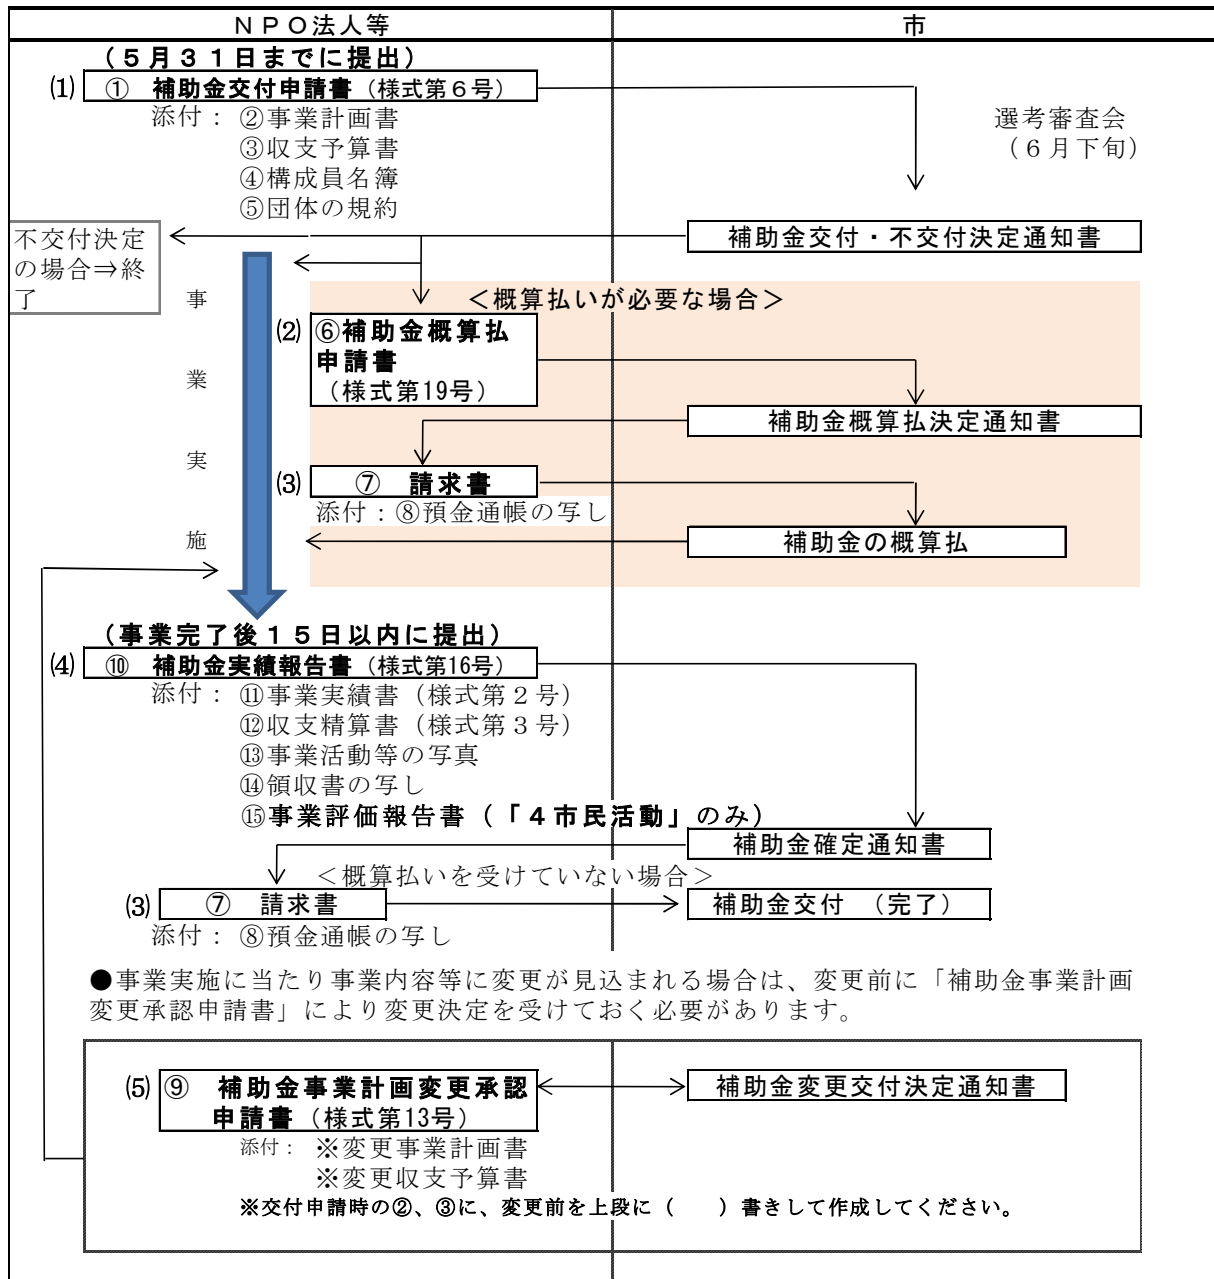 ＮＰＯ法人等
市
（５月３１日までに提出）
⑴ ①　補助金交付申請書（様式第６号）
添付：②事業計画書
③収支予算書
④構成員名簿
⑤団体の規約
選考審査会
（６月下旬）
補助金交付・不交付決定通知書
不交付決定
の場合⇒終
了
事
業
実
施
＜概算払いが必要な場合＞
⑵ ⑥補助金概算払
申請書
（様式第19号）
補助金概算払決定通知書
⑶ ⑦　請求書
添付：⑧預金通帳の写し
補助金の概算払
（事業完了後１５日以内に提出）
⑷ ⑩　補助金実績報告書（様式第16号）
添付：⑪事業実績書（様式第２号）
⑫収支精算書（様式第３号）
⑬事業活動等の写真
⑭領収書の写し
⑮事業評価報告書（「４市民活動」のみ）
補助金確定通知書
＜概算払いを受けていない場合＞
⑶ ⑦　請求書
補助金交付　（完了）
添付：⑧預金通帳の写し
●事業実施に当たり事業内容等に変更が見込まれる場合は、変更前に「補助金事業計画
変更承認申請書」により変更決定を受けておく必要があります。
⑸ ⑨　補助金事業計画変更承認
申請書（様式第13号）
補助金変更交付決定通知書
添付：※変更事業計画書
※変更収支予算書
※交付申請時の②、③に、変更前を上段に（　　）書きして作成してください。